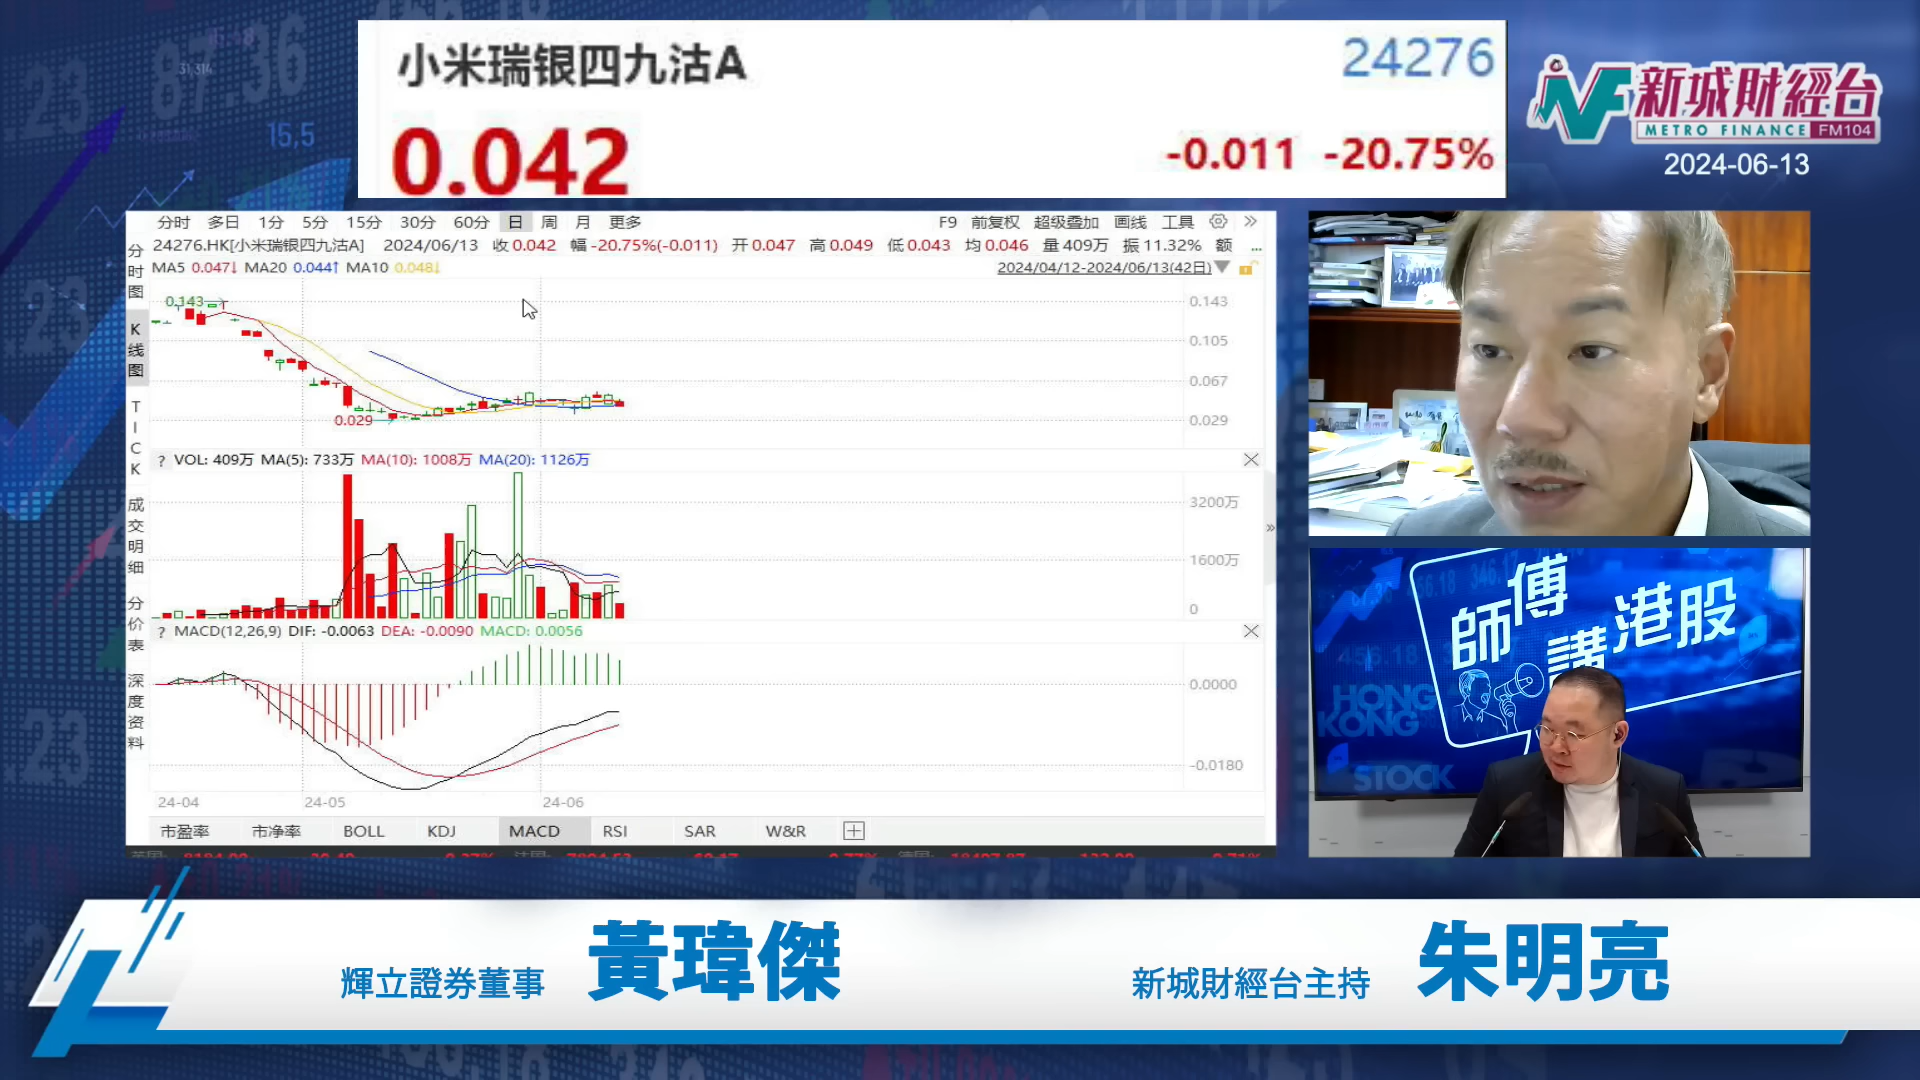 小米瑞银四九沽A
24276
0.042
-0.011 -20.75%
新城財經台
METRO FINANCE FM104
2024-06-13
分时 多日 1分 5分 15分 30分 60分 日 周 月 更多
F9 前复权 超级叠加 画线 工具
24276.HK[小米瑞银四九沽A] 2024/06/13 收 0.042 幅 -20.75%(-0.011) 开 0.047 高 0.049 低 0.043 均 0.046 量 409万 振 11.32% 额 ...
MA5 0.047↓ MA20 0.044↑ MA10 0.048↓
2024/04/12-2024/06/13(42日)
分时图
K线图
TICK
成交明细
分价表
深度资料
0.143
0.029
0.143
0.105
0.067
0.029
? VOL: 409万 MA(5): 733万 MA(10): 1008万 MA(20): 1126万
3200万
1600万
0
? MACD(12,26,9) DIF: -0.0063 DEA: -0.0090 MACD: 0.0056
0.0000
-0.0180
24-04 24-05 24-06
市盈率 市净率 BOLL KDJ MACD RSI SAR W&R
師傅
講港股
HONG
KONG
STOCK
輝立證券董事 黃瑋傑
新城財經台主持 朱明亮